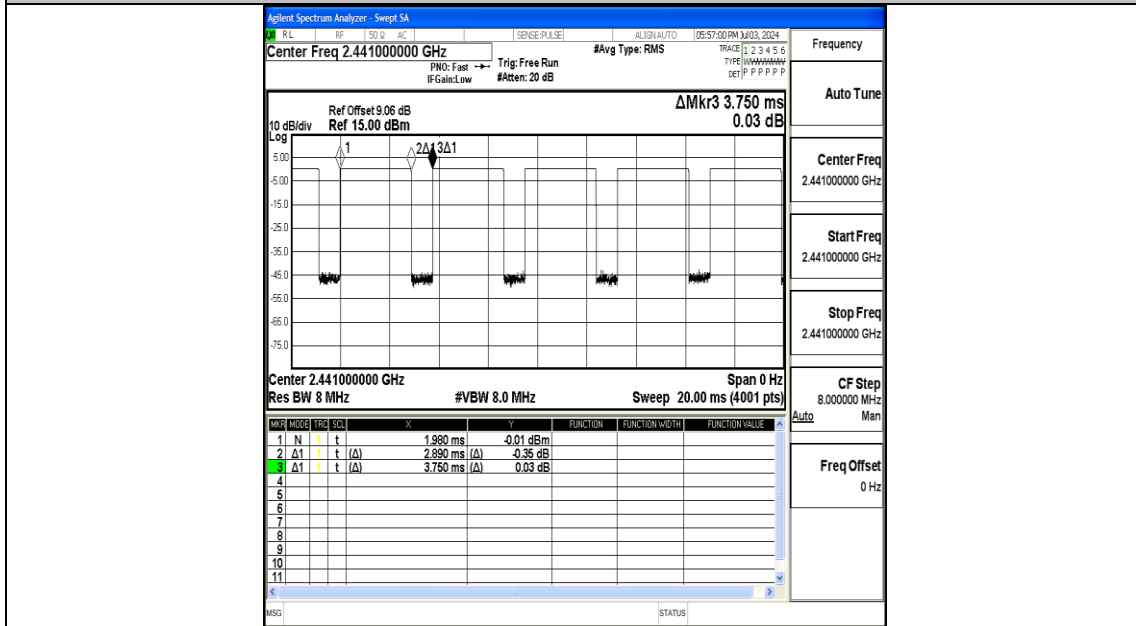 Agilent Spectrum Analyzer - Swept SA
RL RF 50 Ω AC SENSE:PULSE ALIGN AUTO 05:57:00 PM Jul 03, 2024
Center Freq 2.441000000 GHz
#Avg Type: RMS
TRACE 1 2 3 4 5 6
TYPE
DET P P P P P P
PNO: Fast
IFGain:Low
Trig: Free Run
#Atten: 20 dB
ΔMkr3 3.750 ms
0.03 dB
Ref Offset 9.06 dB
10 dB/div Ref 15.00 dBm
Log
1 2Δ1 3Δ1
5.00
-5.00
-15.0
-25.0
-35.0
-45.0
-55.0
-65.0
-75.0
Center 2.441000000 GHz Span 0 Hz
Res BW 8 MHz #VBW 8.0 MHz Sweep 20.00 ms (4001 pts)
MKR MODE TRC SCL X Y FUNCTION FUNCTION WIDTH FUNCTION VALUE
1 N 1 t 1.980 ms -0.01 dBm
2 Δ1 1 t (Δ) 2.890 ms (Δ) -0.35 dB
3 Δ1 1 t (Δ) 3.750 ms (Δ) 0.03 dB
4
5
6
7
8
9
10
11
MSG STATUS
Frequency
Auto Tune
Center Freq
2.441000000 GHz
Start Freq
2.441000000 GHz
Stop Freq
2.441000000 GHz
CF Step
8.000000 MHz
Auto Man
Freq Offset
0 Hz